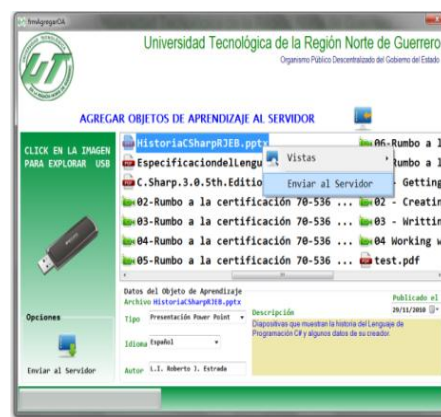 frmAgregarOA
Universidad Tecnológica de la Región Norte de Guerrero
Organismo Público Descentralizado del Gobierno del Estado
AGREGAR OBJETOS DE APRENDIZAJE AL SERVIDOR
CLICK EN LA IMAGEN
PARA EXPLORAR USB
HistoriaCSharpRJEB.pptx
EspecificaciondelLengu
C.Sharp.3.0.5th.Editio
02-Rumbo a la certificación 70-536 ...
03-Rumbo a la certificación 70-536 ...
04-Rumbo a la certificación 70-536 ...
05-Rumbo a la certificación 70-536 ...
Vistas
Enviar al Servidor
06-Rumbo a l
Rumbo a l
- Getting
02 - Creatin
03 - Writtin
04 Working w
test.pdf
Datos del Objeto de Aprendizaje
Archivo HistoriaCSharpRJEB.pptx
Tipo Presentación Power Point
Idioma Español
Autor L.I. Roberto J. Estrada
Publicado el
29/11/2010
Descripción
Diapositivas que muestran la historia del Lenguaje de
Programación C# y algunos datos de su creador.
Opciones
Enviar al Servidor